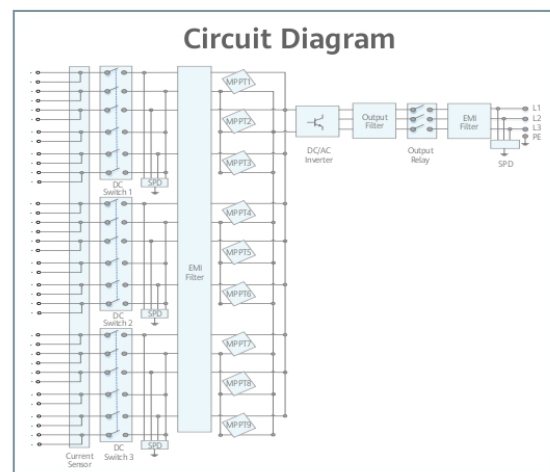 Circuit Diagram
MPPT1
MPPT2
MPPT3
DC
Switch 1
SPD
MPPT4
MPPT5
MPPT6
EMI
Filter
DC
Switch 2
SPD
MPPT7
MPPT8
MPPT9
Current
Sensor
DC
Switch 3
SPD
DC/AC
Inverter
Output
Filter
Output
Relay
EMI
Filter
SPD
L1
L2
L3
PE